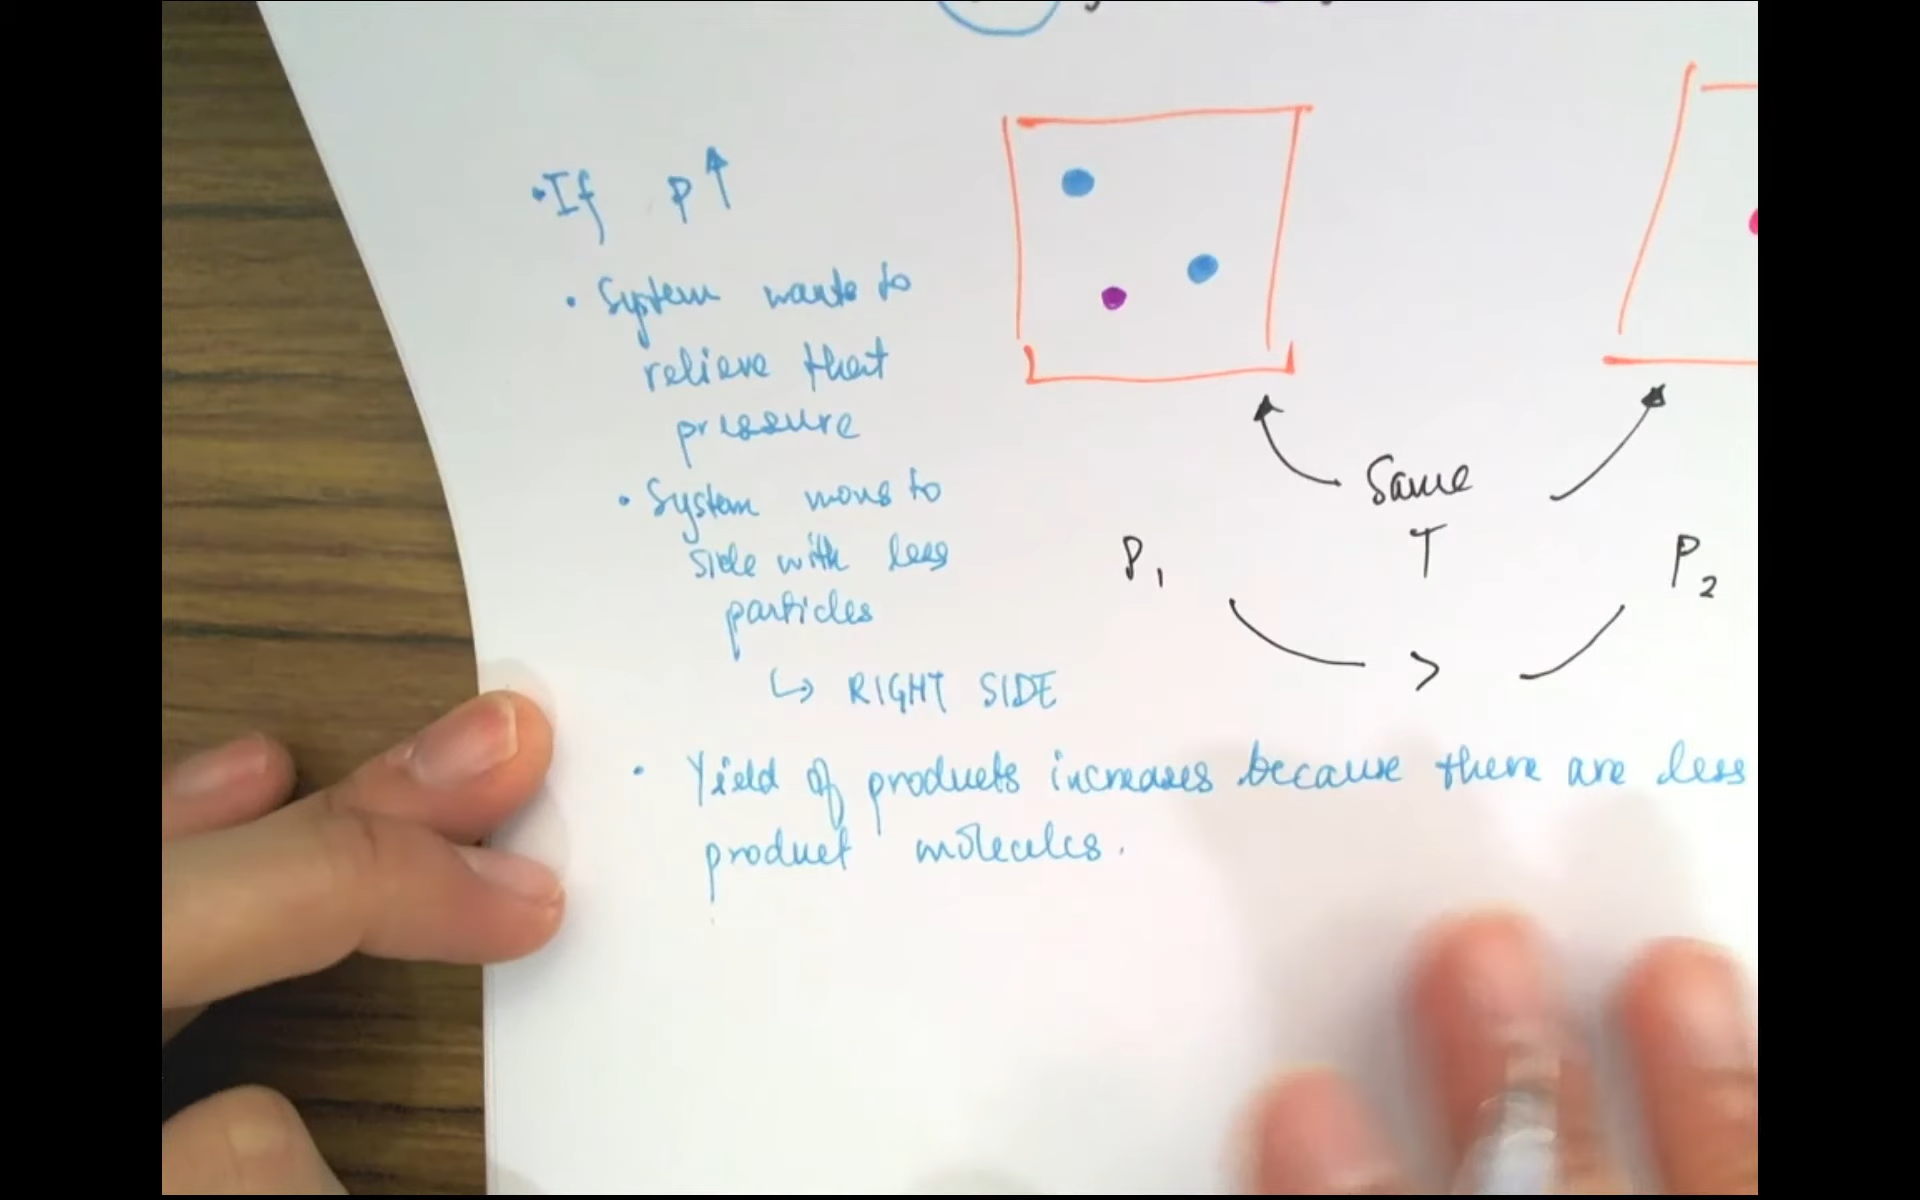 •If P↑
• System wants to
relieve that
pressure
• System moves to
side with less
particles
↳ RIGHT SIDE
Same
T
P₁
P₂
>
• Yield of products increases because there are less
product molecules.